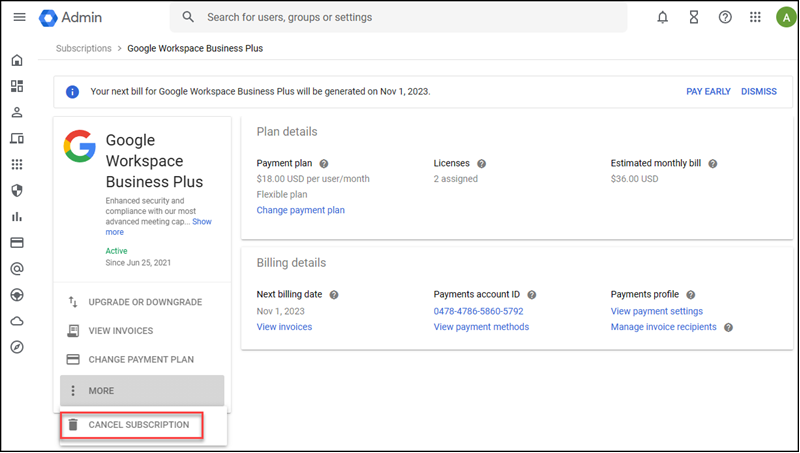 Admin
Search for users, groups or settings
A
Subscriptions > Google Workspace Business Plus
Your next bill for Google Workspace Business Plus will be generated on Nov 1, 2023.
PAY EARLY
DISMISS
Google
Workspace
Business Plus
Enhanced security and
compliance with our most
advanced meeting cap... Show
more
Active
Since Jun 25, 2021
UPGRADE OR DOWNGRADE
VIEW INVOICES
CHANGE PAYMENT PLAN
MORE
CANCEL SUBSCRIPTION
Plan details
Payment plan
$18.00 USD per user/month
Flexible plan
Change payment plan
Licenses
2 assigned
Estimated monthly bill
$36.00 USD
Billing details
Next billing date
Nov 1, 2023
View invoices
Payments account ID
0478-4786-5860-5792
View payment methods
Payments profile
View payment settings
Manage invoice recipients